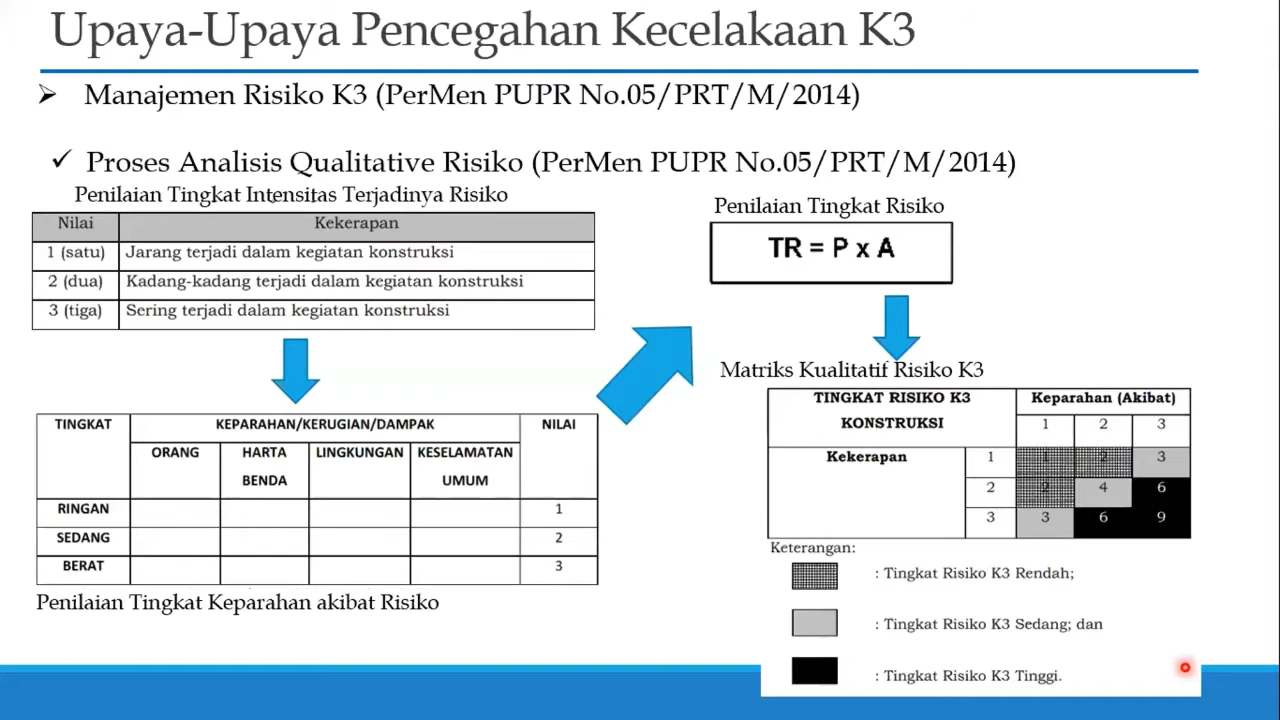 Upaya-Upaya Pencegahan Kecelakaan K3
Manajemen Risiko K3 (PerMen PUPR No.05/PRT/M/2014)
Proses Analisis Qualitative Risiko (PerMen PUPR No.05/PRT/M/2014)
Penilaian Tingkat Intensitas Terjadinya Risiko
Nilai Kekerapan
1 (satu) Jarang terjadi dalam kegiatan konstruksi
2 (dua) Kadang-kadang terjadi dalam kegiatan konstruksi
3 (tiga) Sering terjadi dalam kegiatan konstruksi
TINGKAT KEPARAHAN/KERUGIAN/DAMPAK NILAI
ORANG HARTA LINGKUNGAN KESELAMATAN
BENDA UMUM
RINGAN 1
SEDANG 2
BERAT 3
Penilaian Tingkat Keparahan akibat Risiko
Penilaian Tingkat Risiko
TR = P x A
Matriks Kualitatif Risiko K3
TINGKAT RISIKO K3 Keparahan (Akibat)
KONSTRUKSI 1 2 3
Kekerapan 1 1 2 3
2 2 4 6
3 3 6 9
Keterangan:
: Tingkat Risiko K3 Rendah;
: Tingkat Risiko K3 Sedang; dan
: Tingkat Risiko K3 Tinggi.